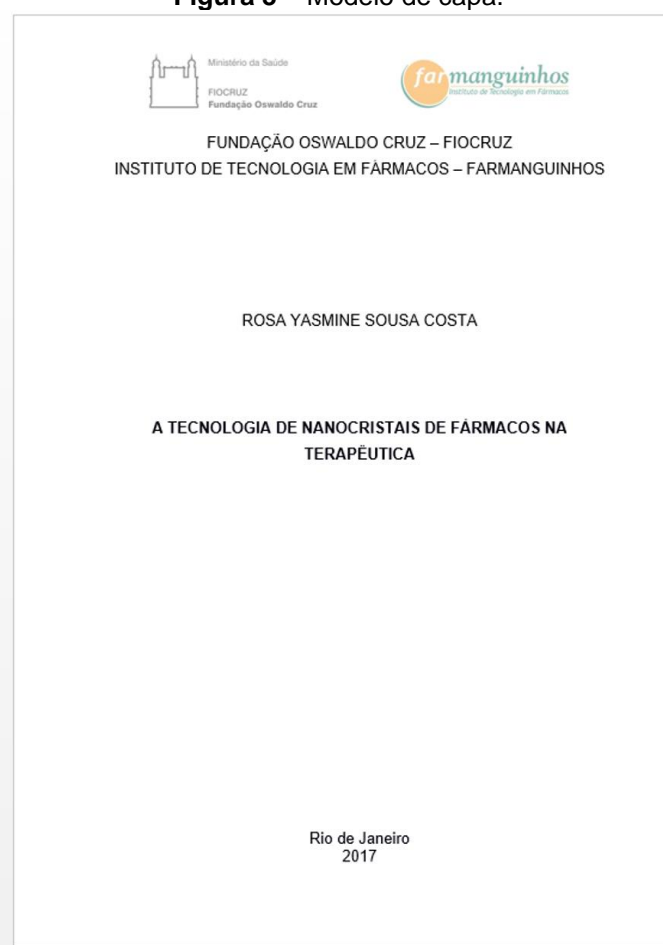 Figura 3 – Modelo de capa.
Ministério da Saúde
FIOCRUZ
Fundação Oswaldo Cruz
farmanguinhos
Instituto de Tecnologia em Fármacos
FUNDAÇÃO OSWALDO CRUZ – FIOCRUZ
INSTITUTO DE TECNOLOGIA EM FÁRMACOS – FARMANGUINHOS
ROSA YASMINE SOUSA COSTA
A TECNOLOGIA DE NANOCRISTAIS DE FÁRMACOS NA
TERAPÊUTICA
Rio de Janeiro
2017